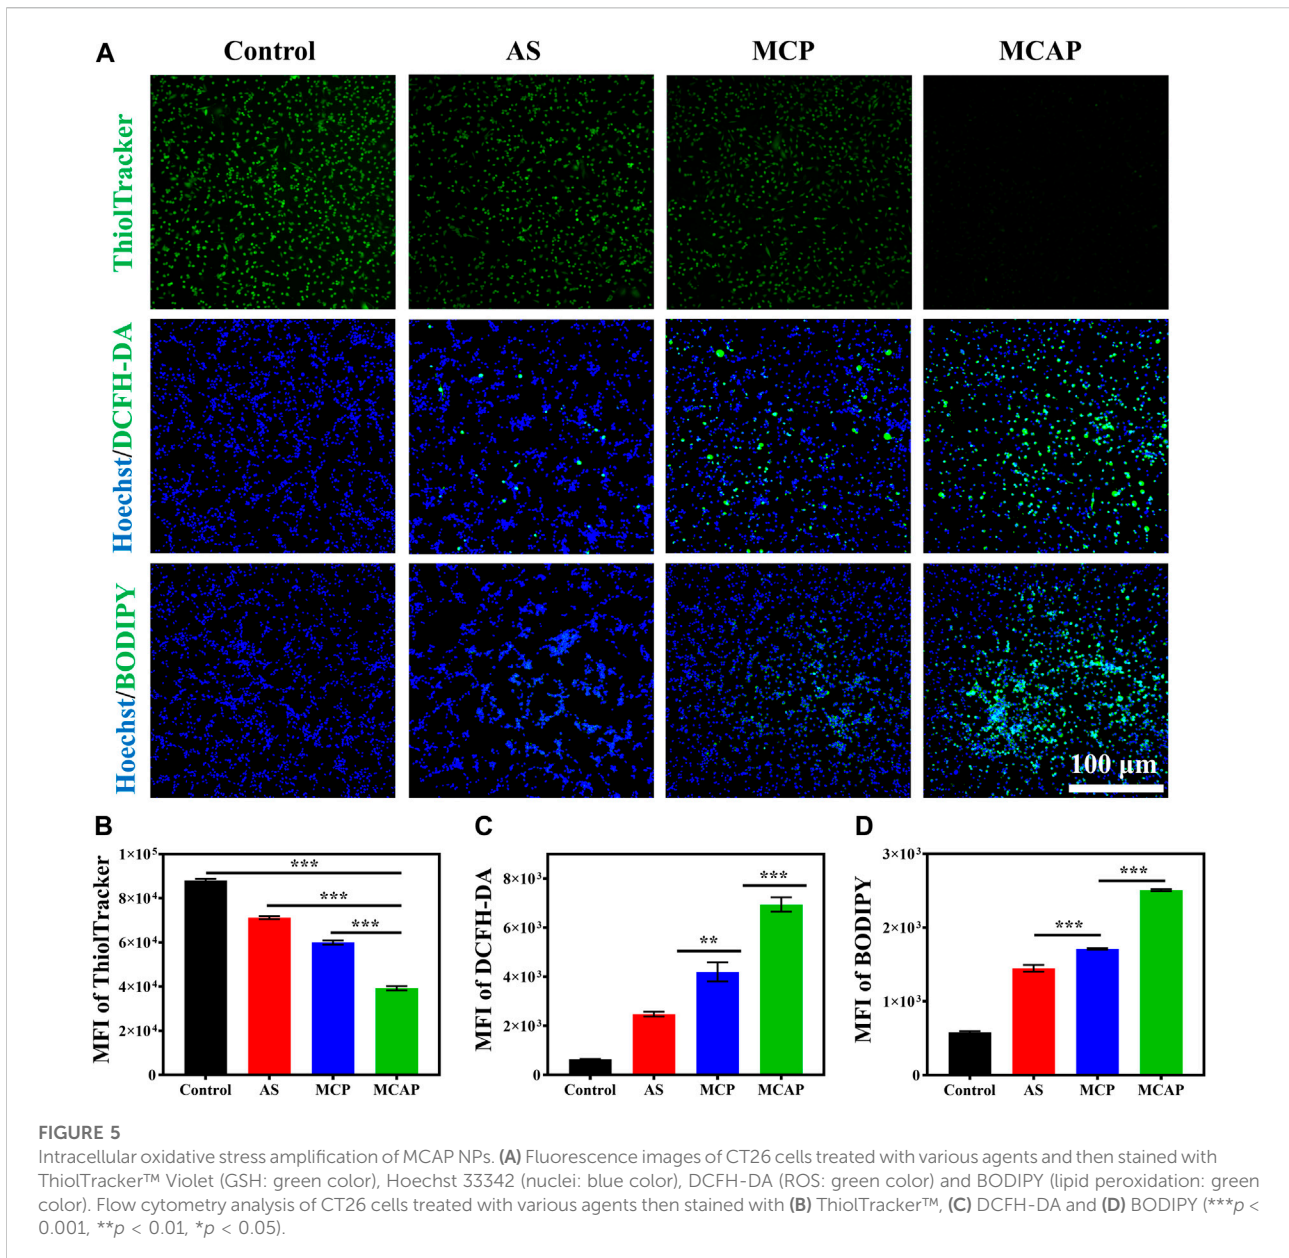 A
Control
AS
MCP
MCAP
ThiolTracker
Hoechst/DCFH-DA
Hoechst/BODIPY
100 µm
B
MFI of ThiolTracker
1×10⁵
8×10⁴
6×10⁴
4×10⁴
2×10⁴
0
***
***
***
Control
AS
MCP
MCAP
C
MFI of DCFH-DA
8×10³
6×10³
4×10³
2×10³
0
**
***
Control
AS
MCP
MCAP
D
MFI of BODIPY
3×10³
2×10³
1×10³
0
***
***
Control
AS
MCP
MCAP
FIGURE 5
Intracellular oxidative stress amplification of MCAP NPs. (A) Fluorescence images of CT26 cells treated with various agents and then stained with
ThiolTracker™ Violet (GSH: green color), Hoechst 33342 (nuclei: blue color), DCFH-DA (ROS: green color) and BODIPY (lipid peroxidation: green
color). Flow cytometry analysis of CT26 cells treated with various agents then stained with (B) ThiolTracker™, (C) DCFH-DA and (D) BODIPY (***p <
0.001, **p < 0.01, *p < 0.05).